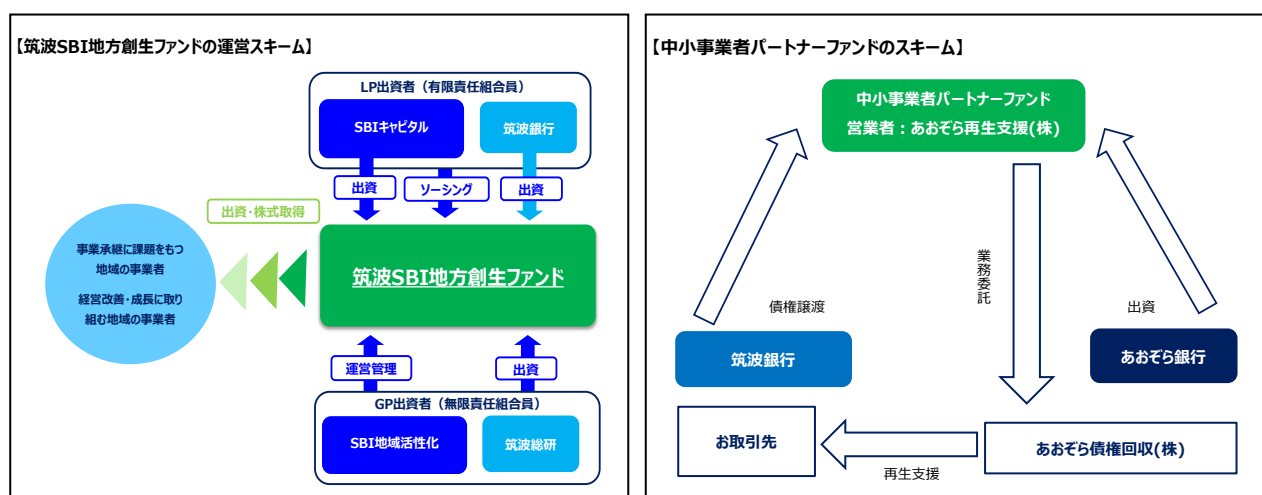 【筑波SBI地方創生ファンドの運営スキーム】
LP出資者（有限責任組合員）
SBIキャピタル
筑波銀行
出資
ソーシング
出資
出資・株式取得
事業承継に課題をもつ
地域の事業者
経営改善・成長に取り
組む地域の事業者
筑波SBI地方創生ファンド
運営管理
出資
GP出資者（無限責任組合員）
SBI地域活性化
筑波総研
【中小事業者パートナーファンドのスキーム】
中小事業者パートナーファンド
営業者：あおぞら再生支援(株)
業務委託
債権譲渡
出資
筑波銀行
あおぞら銀行
お取引先
あおぞら債権回収(株)
再生支援